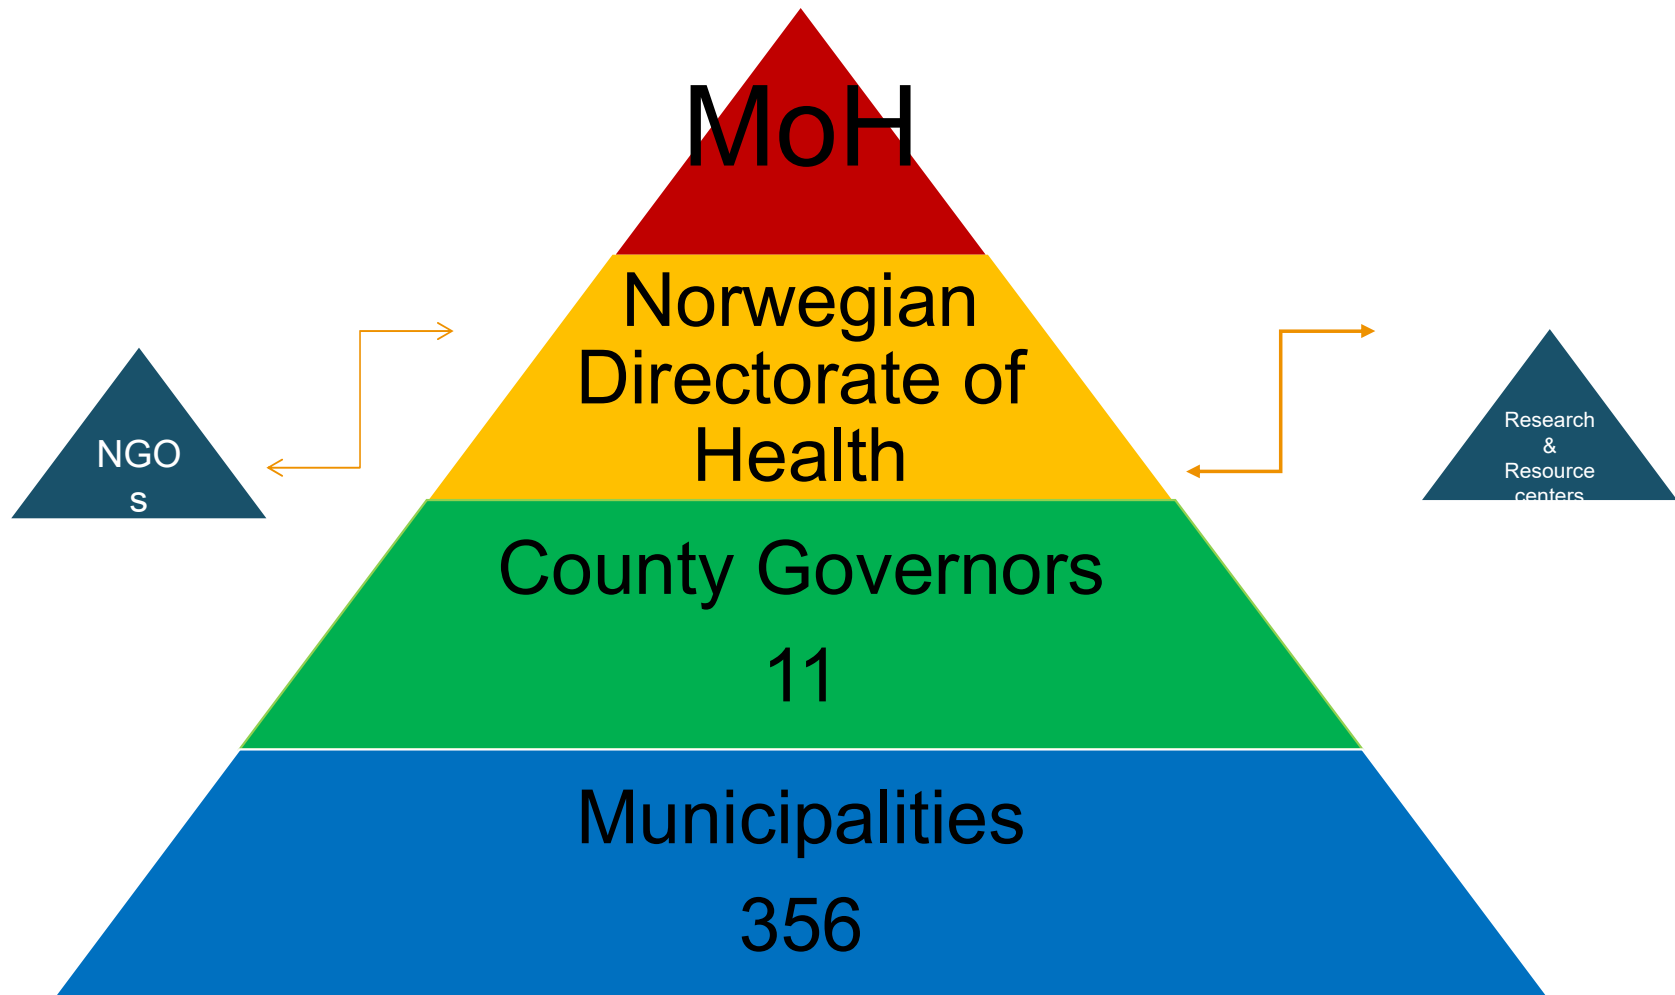 MoH
Norwegian
Directorate of
Health
County Governors
11
Municipalities
356
NGO
s
Research
&
Resource
centers